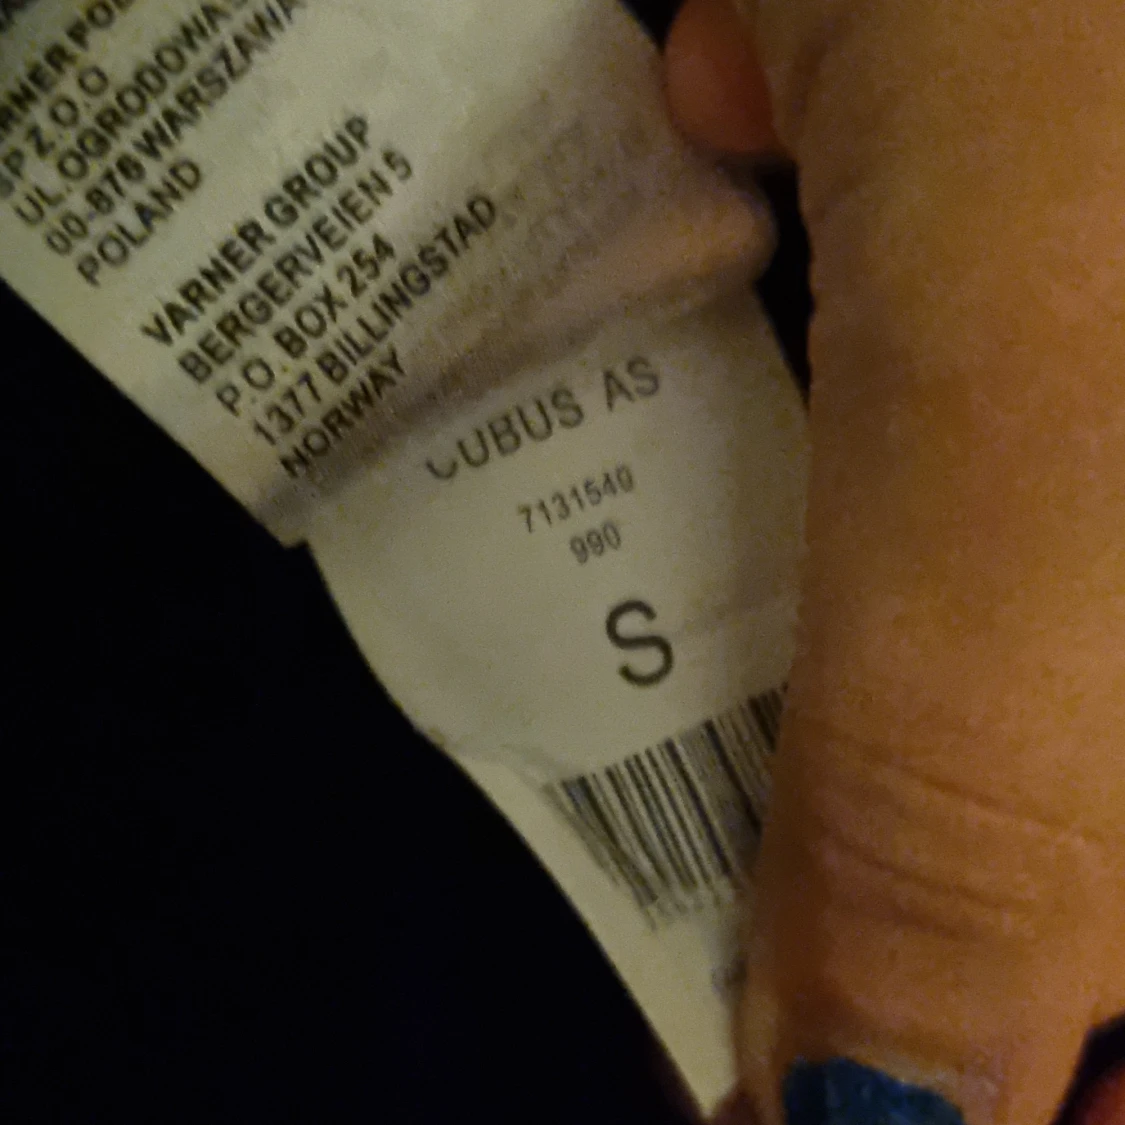 SP Z.O.O
UL.OGRODOWA
00-876 WARSZAWA
POLAND
VARNER GROUP
BERGERVEIEN 5
P.O. BOX 254
1377 BILLINGSTAD
NORWAY
CUBUS AS
7131540
990
S